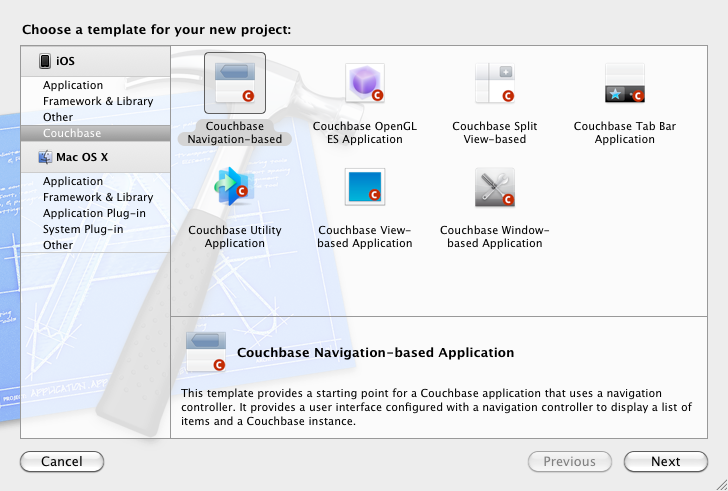 Choose a template for your new project:
iOS
Application
Framework & Library
Other
Couchbase
Mac OS X
Application
Framework & Library
Application Plug-in
System Plug-in
Other
Couchbase
Navigation-based
Couchbase OpenGL
ES Application
Couchbase Split
View-based
Couchbase Tab Bar
Application
Couchbase Utility
Application
Couchbase View-
based Application
Couchbase Window-
based Application
Couchbase Navigation-based Application
This template provides a starting point for a Couchbase application that uses a navigation
controller. It provides a user interface configured with a navigation controller to display a list of
items and a Couchbase instance.
Cancel
Previous
Next